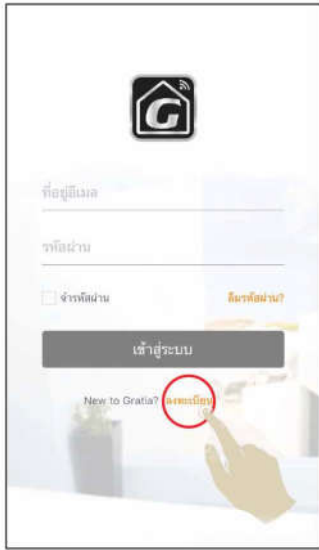 G
ที่อยู่อีเมล
รหัสผ่าน
จำรหัสผ่าน
ลืมรหัสผ่าน?
เข้าสู่ระบบ
New to Gratia? ลงทะเบียน